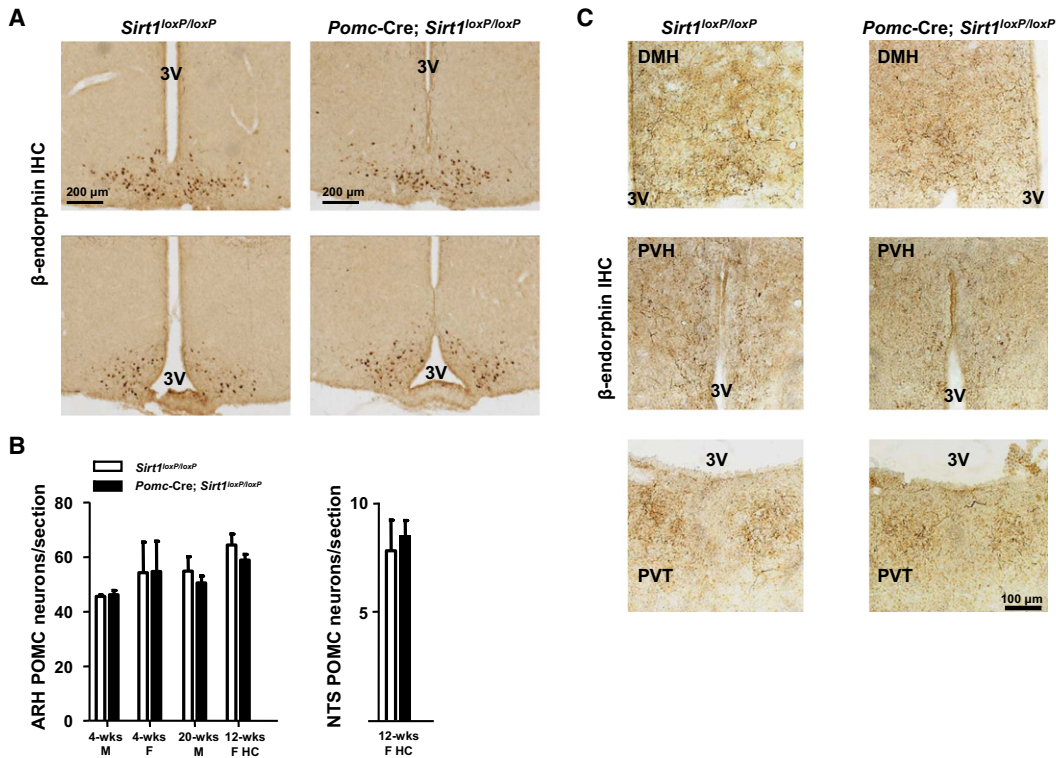 A
Sirt1loxP/loxP
Pomc-Cre; Sirt1loxP/loxP
β-endorphin IHC
3V
3V
200 µm
200 µm
3V
3V
B
Sirt1loxP/loxP
Pomc-Cre; Sirt1loxP/loxP
ARH POMC neurons/section
80
60
40
20
0
4-wks
M
4-wks
F
20-wks
M
12-wks
F HC
NTS POMC neurons/section
10
5
0
12-wks
F HC
C
Sirt1loxP/loxP
Pomc-Cre; Sirt1loxP/loxP
β-endorphin IHC
DMH
3V
DMH
3V
PVH
3V
PVH
3V
3V
PVT
3V
PVT
100 µm